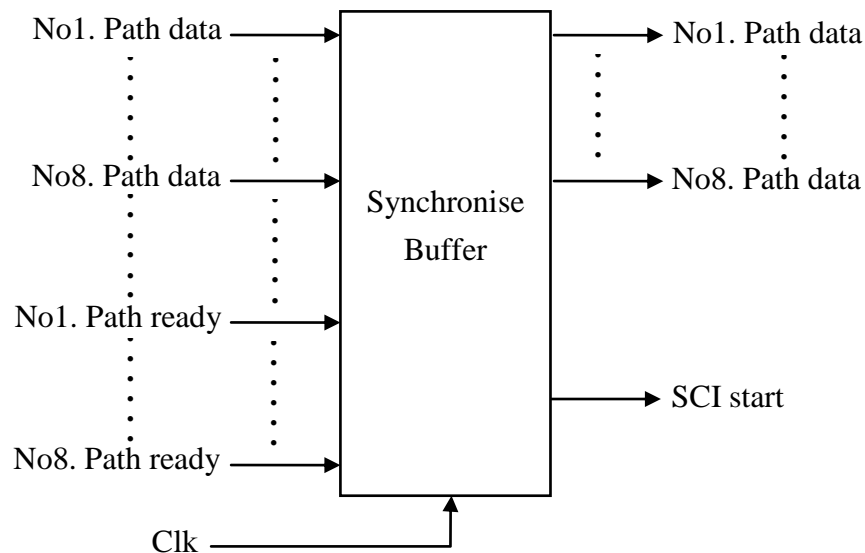 No1. Path data
No8. Path data
No1. Path ready
No8. Path ready
Clk
Synchronise
Buffer
No1. Path data
No8. Path data
SCI start